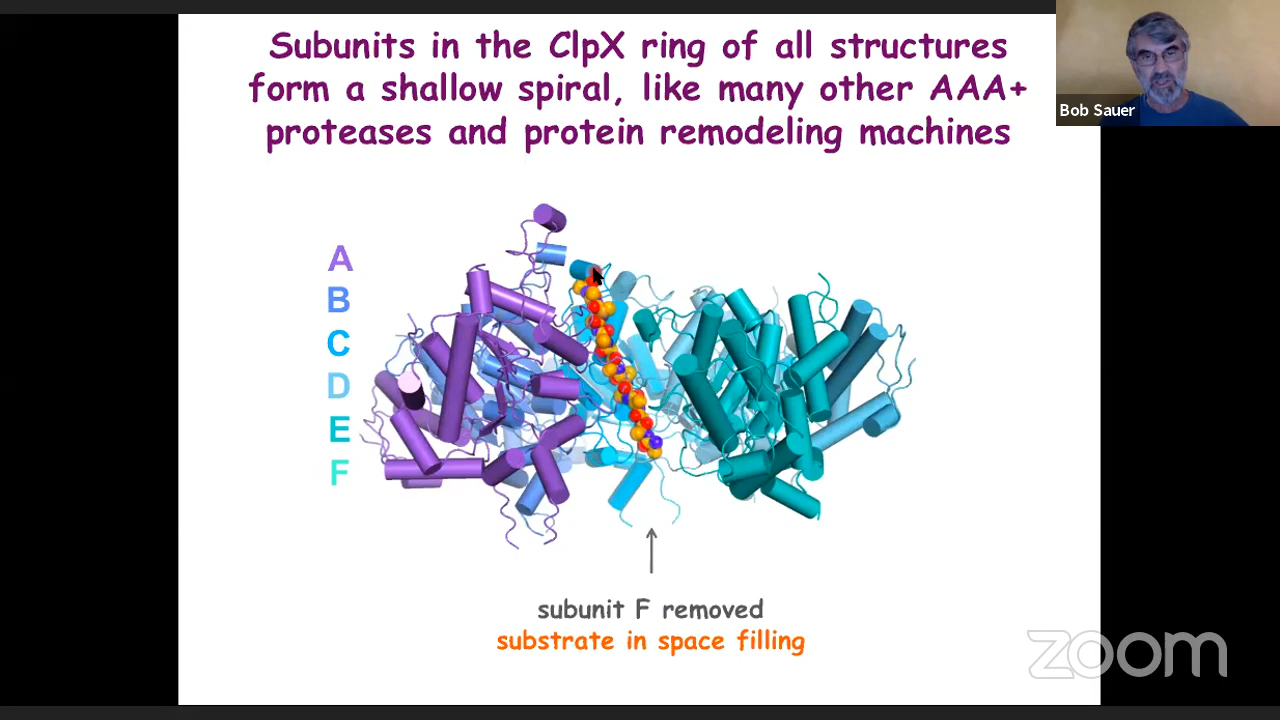 Subunits in the ClpX ring of all structures
form a shallow spiral, like many other AAA+
proteases and protein remodeling machines
Bob Sauer
A
B
C
D
E
F
subunit F removed
substrate in space filling
zoom